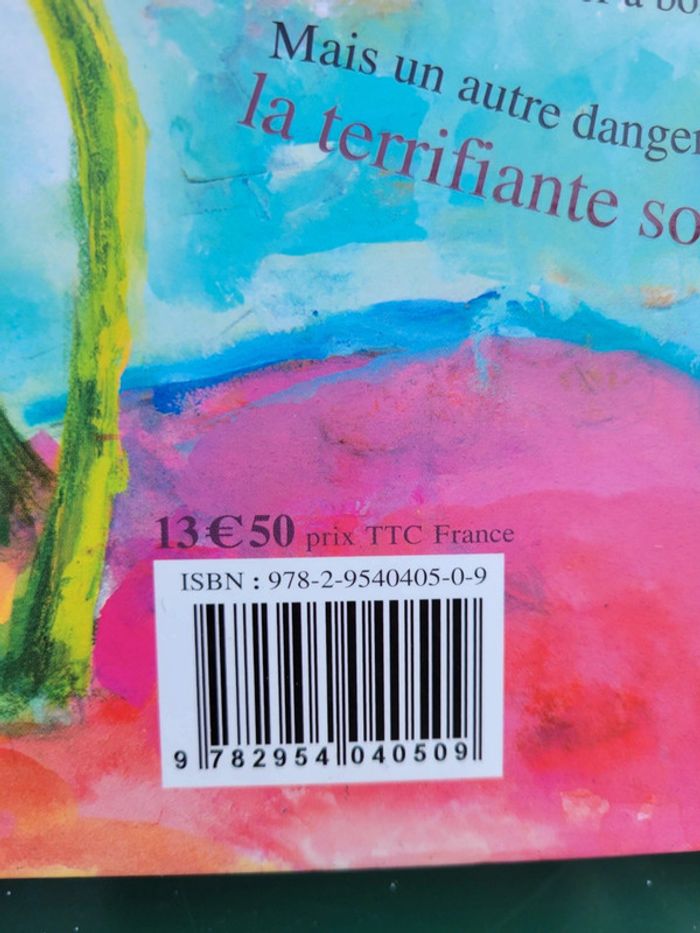 Mais un autre danger
la terrifiante
13€50 prix TTC France
ISBN : 978-2-9540405-0-9
9 782954 040509